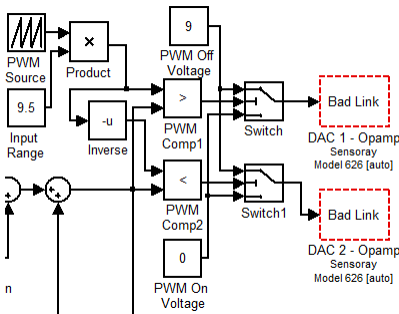 PWM
Source
×
Product
9.5
Input
Range
-u
Inverse
9
PWM Off
Voltage
>
PWM
Comp1
<
PWM
Comp2
0
PWM On
Voltage
Switch
Switch1
Bad Link
DAC 1 - Opamp
Sensoray
Model 626 [auto]
Bad Link
DAC 2 - Opamp
Sensoray
Model 626 [auto]
+
+
+
n